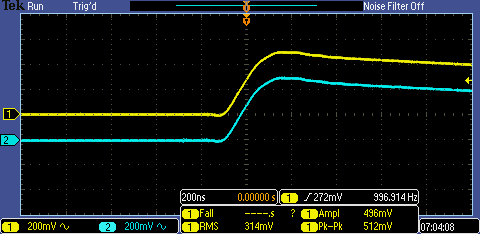 Tek Run Trig'd Noise Filter Off
T
1
2
200ns 0.00000 s 1 ∫ 272mV 996.914 Hz
1 Fall ----.s ? 1 Ampl 496mV
1 RMS 314mV 1 Pk-Pk 512mV
1 200mV ∿ 2 200mV ∿ 07:04:08